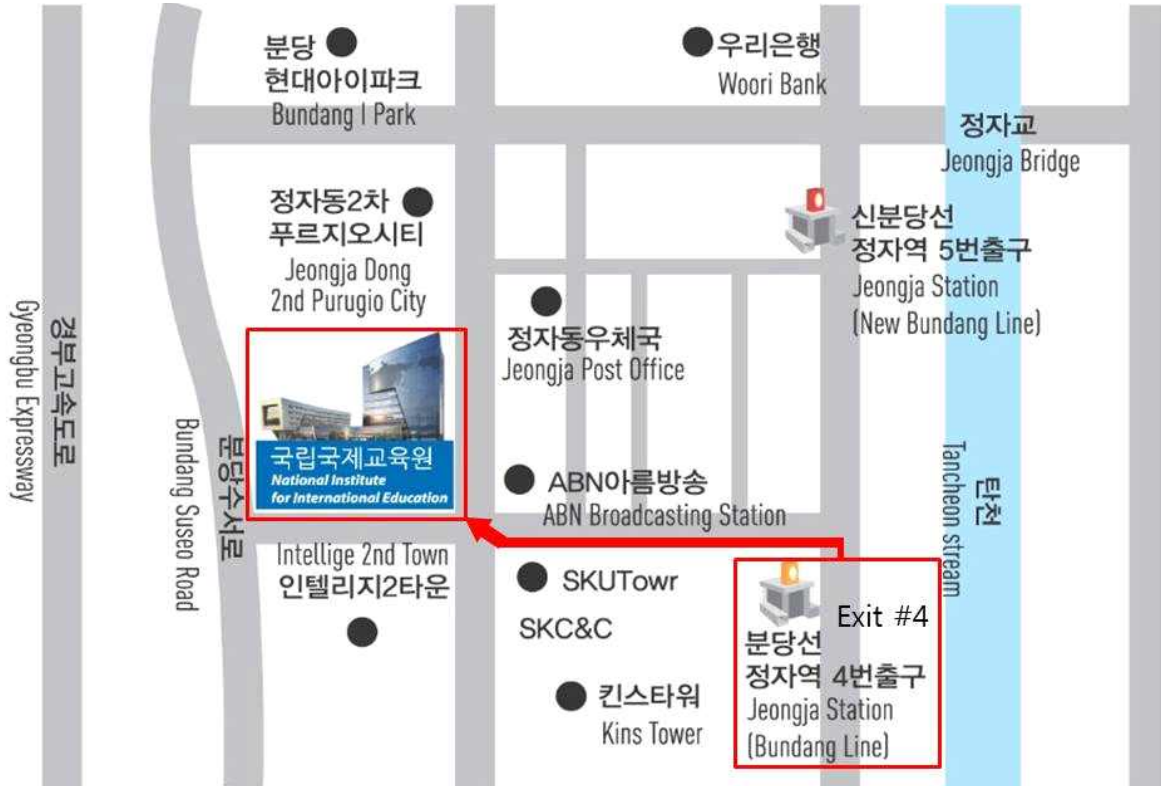 분당
현대아이파크
Bundang I Park
우리은행
Woori Bank
정자교
Jeongja Bridge
정자동2차
푸르지오시티
Jeongja Dong
2nd Purugio City
신분당선
정자역 5번출구
Jeongja Station
(New Bundang Line)
경부고속도로
Gyeongbu Expressway
정자동우체국
Jeongja Post Office
국립국제교육원
National Institute
for International Education
분당수서로
Bundang Suseo Road
ABN아름방송
ABN Broadcasting Station
탄천
Tancheon stream
Intellige 2nd Town
인텔리지2타운
SKUTowr
SKC&C
Exit #4
분당선
정자역 4번출구
Jeongja Station
(Bundang Line)
킨스타워
Kins Tower